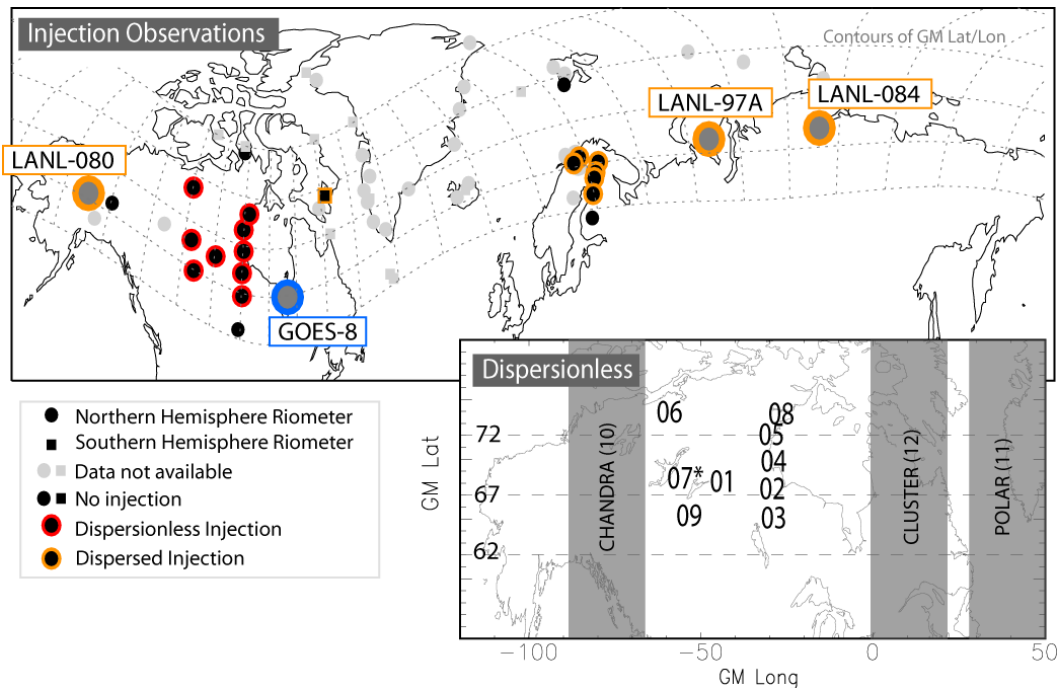 Injection Observations
Contours of GM Lat/Lon
LANL-97A
LANL-084
LANL-080
GOES-8
Northern Hemisphere Riometer
Southern Hemisphere Riometer
Data not available
No injection
Dispersionless Injection
Dispersed Injection
Dispersionless
GM Lat
72
67
62
CHANDRA (10)
CLUSTER (12)
POLAR (11)
06
08
05
04
07*
01
02
09
03
-100
-50
0
50
GM Long